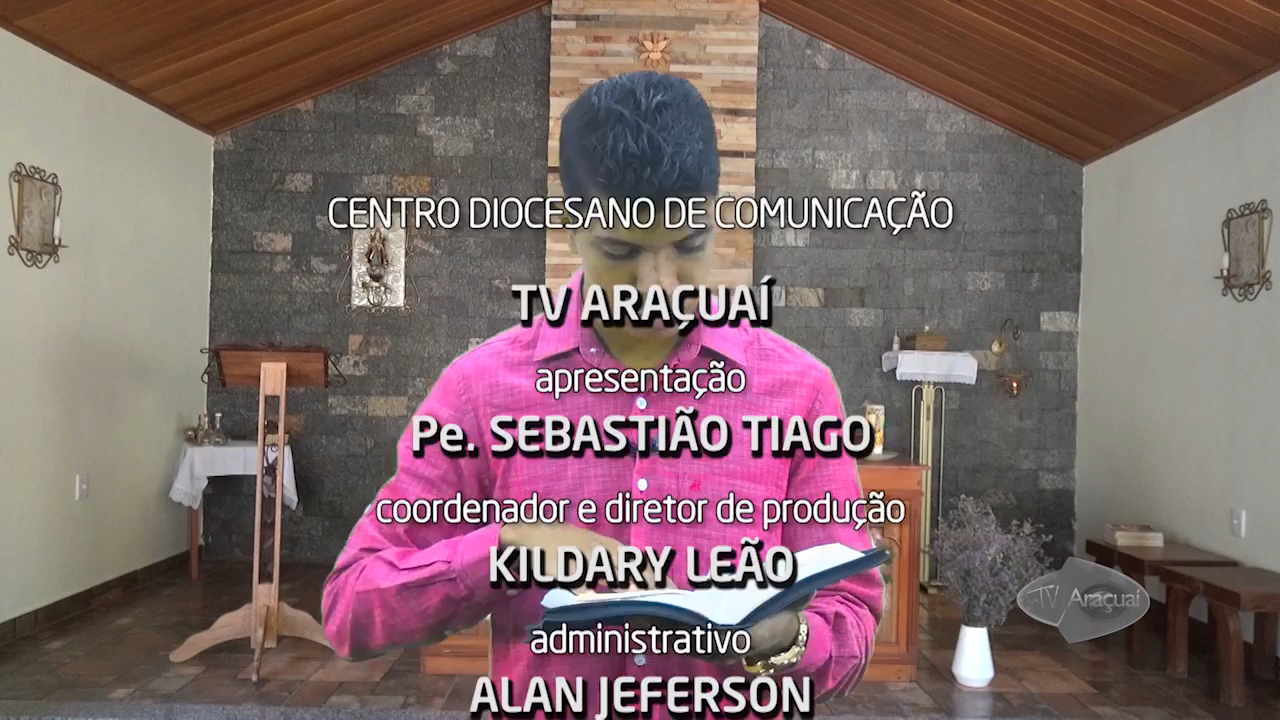 CENTRO DIOCESANO DE COMUNICAÇÃO
TV ARAÇUAÍ
apresentação
Pe. SEBASTIÃO TIAGO
coordenador e diretor de produção
KILDARY LEÃO
administrativo
ALAN JEFERSON
TV Araçuaí